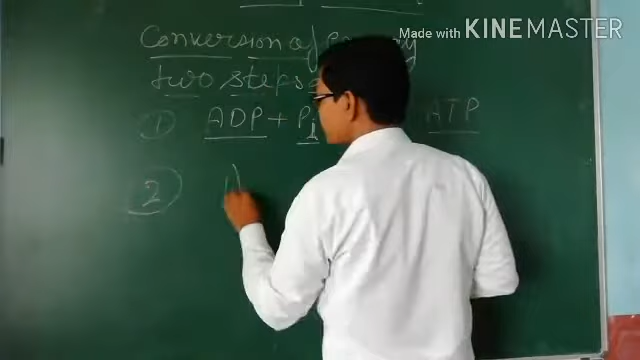 Made with KINEMASTER
Conversion of
two steps
1 ADP + Pi ATP
2